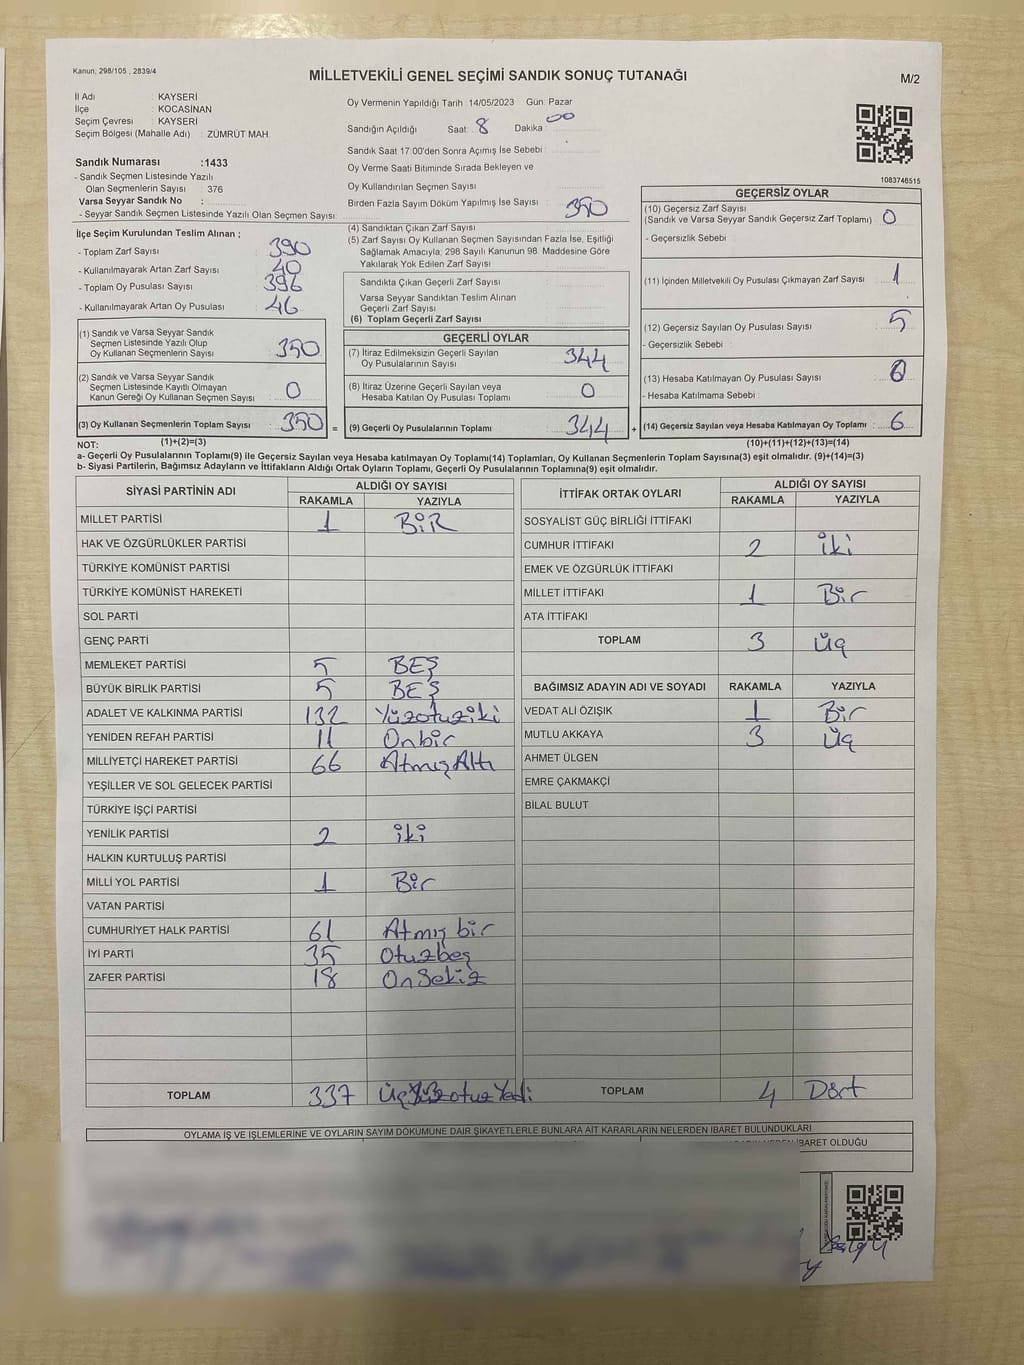 Kanun; 298/105 , 2839/4
MİLLETVEKİLİ GENEL SEÇİMİ SANDIK SONUÇ TUTANAĞI
M/2
İl Adı : KAYSERİ
İlçe : KOCASİNAN
Seçim Çevresi : KAYSERİ
Seçim Bölgesi (Mahalle Adı) : ZÜMRÜT MAH.
Sandık Numarası :1433
- Sandık Seçmen Listesinde Yazılı
Olan Seçmenlerin Sayısı : 376
Varsa Seyyar Sandık No :
- Seyyar Sandık Seçmen Listesinde Yazılı Olan Seçmen Sayısı:
Oy Vermenin Yapıldığı Tarih :14/05/2023 Gün: Pazar
Sandığın Açıldığı Saat: 8 Dakika : 00
Sandık Saat 17:00'den Sonra Açımış İse Sebebi :
Oy Verme Saati Bitiminde Sırada Bekleyen ve
Oy Kullandırılan Seçmen Sayısı
Birden Fazla Sayım Döküm Yapılmış İse Sayısı : 350
1083746515
İlçe Seçim Kurulundan Teslim Alınan ;
- Toplam Zarf Sayısı : 390
- Kullanılmayarak Artan Zarf Sayısı : 40
- Toplam Oy Pusulası Sayısı : 396
- Kullanılmayarak Artan Oy Pusulası : 46
(1) Sandık ve Varsa Seyyar Sandık
Seçmen Listesinde Yazılı Olup
Oy Kullanan Seçmenlerin Sayısı : 350
(2) Sandık ve Varsa Seyyar Sandık
Seçmen Listesinde Kayıtlı Olmayan
Kanun Gereği Oy Kullanan Seçmen Sayısı : 0
(3) Oy Kullanan Seçmenlerin Toplam Sayısı : 350
(1)+(2)=(3)
(4) Sandıktan Çıkan Zarf Sayısı :
(5) Zarf Sayısı Oy Kullanan Seçmen Sayısından Fazla İse, Eşitliği
Sağlamak Amacıyla; 298 Sayılı Kanunun 98. Maddesine Göre
Yakılarak Yok Edilen Zarf Sayısı :
Sandıkta Çıkan Geçerli Zarf Sayısı :
Varsa Seyyar Sandıktan Teslim Alınan
Geçerli Zarf Sayısı :
(6) Toplam Geçerli Zarf Sayısı :
GEÇERLİ OYLAR
(7) İtiraz Edilmeksizin Geçerli Sayılan
Oy Pusulalarının Sayısı : 344
(8) İtiraz Üzerine Geçerli Sayılan veya
Hesaba Katılan Oy Pusulası Toplamı : 0
= (9) Geçerli Oy Pusulalarının Toplamı : 344
GEÇERSİZ OYLAR
(10) Geçersiz Zarf Sayısı
(Sandık ve Varsa Seyyar Sandık Geçersiz Zarf Toplamı) : 0
- Geçersizlik Sebebi :
(11) İçinden Milletvekili Oy Pusulası Çıkmayan Zarf Sayısı : 1
(12) Geçersiz Sayılan Oy Pusulası Sayısı : 5
- Geçersizlik Sebebi :
(13) Hesaba Katılmayan Oy Pusulası Sayısı : 0
- Hesaba Katılmama Sebebi :
+ (14) Geçersiz Sayılan veya Hesaba Katılmayan Oy Toplamı : 6
(10)+(11)+(12)+(13)=(14)
NOT:
a- Geçerli Oy Pusulalarının Toplamı(9) ile Geçersiz Sayılan veya Hesaba katılmayan Oy Toplamı(14) Toplamları, Oy Kullanan Seçmenlerin Toplam Sayısına(3) eşit olmalıdır. (9)+(14)=(3)
b- Siyasi Partilerin, Bağımsız Adayların ve İttifakların Aldığı Ortak Oyların Toplamı, Geçerli Oy Pusulalarının Toplamına(9) eşit olmalıdır.
SİYASİ PARTİNİN ADI ALDIĞI OY SAYISI
RAKAMLA YAZIYLA
MİLLET PARTİSİ 1 BİR
HAK VE ÖZGÜRLÜKLER PARTİSİ
TÜRKİYE KOMÜNİST PARTİSİ
TÜRKİYE KOMÜNİST HAREKETİ
SOL PARTİ
GENÇ PARTİ
MEMLEKET PARTİSİ 5 BEŞ
BÜYÜK BİRLİK PARTİSİ 5 BEŞ
ADALET VE KALKINMA PARTİSİ 132 Yüzotuziki
YENİDEN REFAH PARTİSİ 11 Onbir
MİLLİYETÇİ HAREKET PARTİSİ 66 AtmışAltı
YEŞİLLER VE SOL GELECEK PARTİSİ
TÜRKİYE İŞÇİ PARTİSİ
YENİLİK PARTİSİ 2 iki
HALKIN KURTULUŞ PARTİSİ
MİLLİ YOL PARTİSİ 1 Bir
VATAN PARTİSİ
CUMHURİYET HALK PARTİSİ 61 Atmış bir
İYİ PARTİ 35 Otuzbeş
ZAFER PARTİSİ 18 OnSekiz
TOPLAM 337 ÜçYüzotuzYedi
İTTİFAK ORTAK OYLARI ALDIĞI OY SAYISI
RAKAMLA YAZIYLA
SOSYALİST GÜÇ BİRLİĞİ İTTİFAKI
CUMHUR İTTİFAKI 2 iki
EMEK VE ÖZGÜRLÜK İTTİFAKI
MİLLET İTTİFAKI 1 Bir
ATA İTTİFAKI
TOPLAM 3 üç
BAĞIMSIZ ADAYIN ADI VE SOYADI RAKAMLA YAZIYLA
VEDAT ALİ ÖZIŞIK 1 Bir
MUTLU AKKAYA 3 üç
AHMET ÜLGEN
EMRE ÇAKMAKÇİ
BİLAL BULUT
TOPLAM 4 Dört
OYLAMA İŞ VE İŞLEMLERİNE VE OYLARIN SAYIM DÖKÜMÜNE DAİR ŞİKAYETLERLE BUNLARA AİT KARARLARIN NELERDEN İBARET BULUNDUKLARI
İBARET OLDUĞU